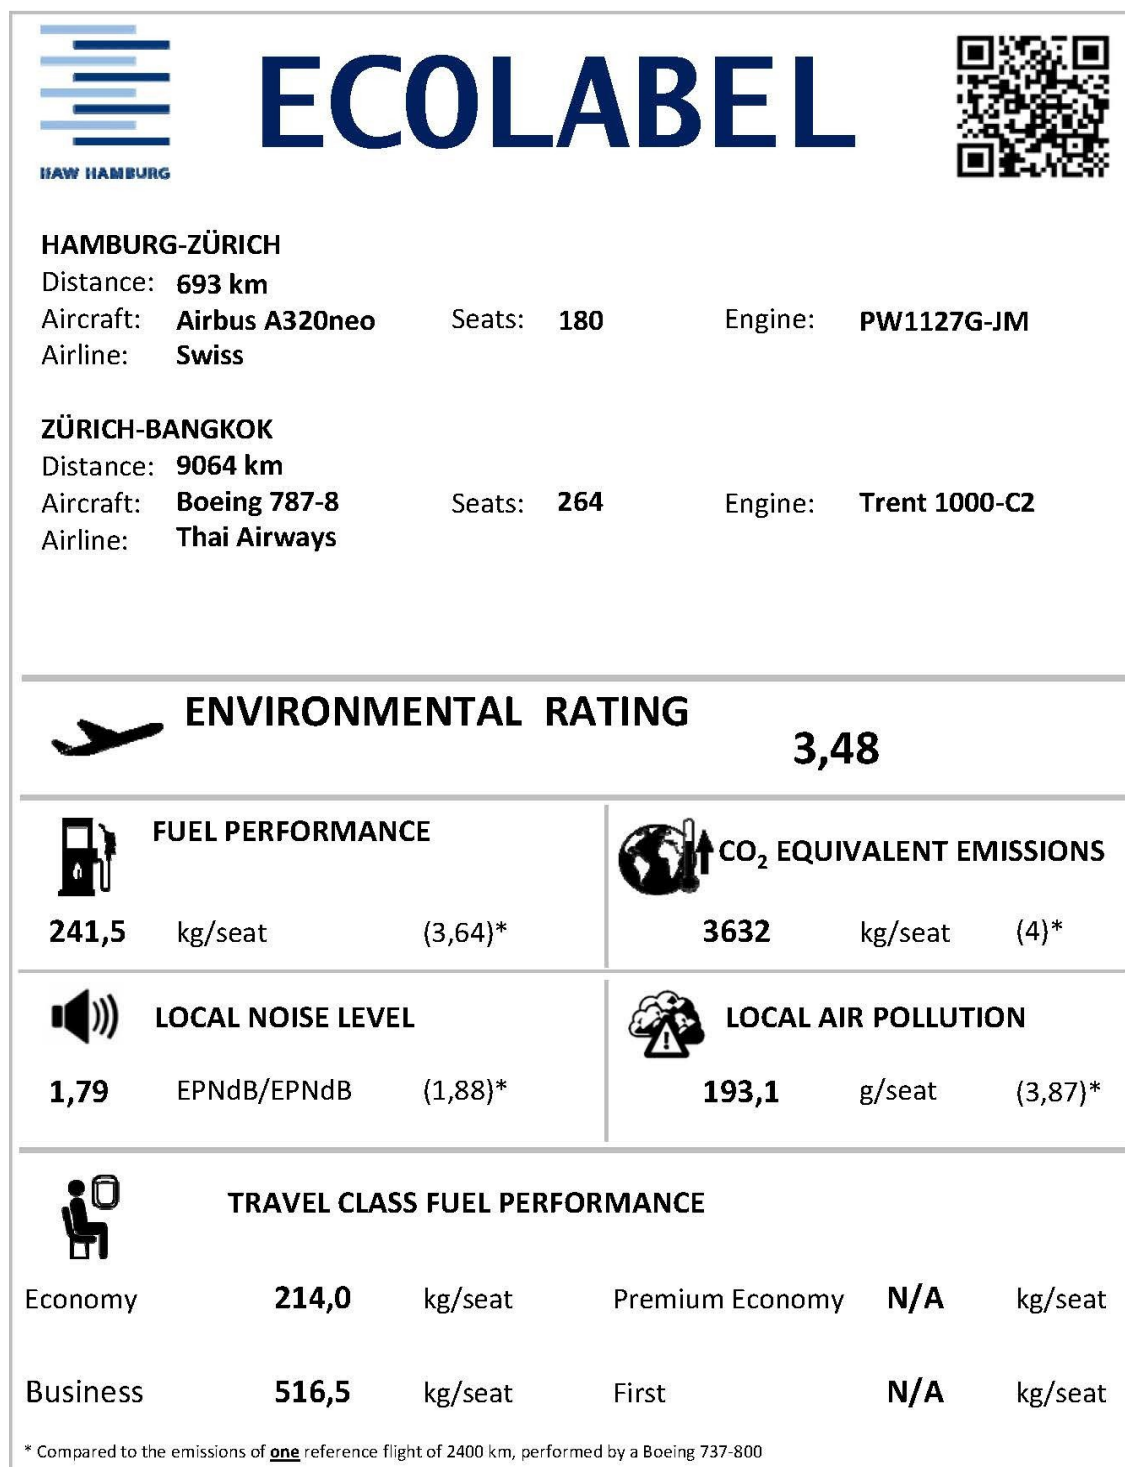 ECOLABEL
HAW HAMBURG
HAMBURG-ZÜRICH
Distance: 693 km
Aircraft: Airbus A320neo Seats: 180 Engine: PW1127G-JM
Airline: Swiss
ZÜRICH-BANGKOK
Distance: 9064 km
Aircraft: Boeing 787-8 Seats: 264 Engine: Trent 1000-C2
Airline: Thai Airways
ENVIRONMENTAL RATING
3,48
FUEL PERFORMANCE
241,5 kg/seat (3,64)*
CO₂ EQUIVALENT EMISSIONS
3632 kg/seat (4)*
LOCAL NOISE LEVEL
1,79 EPNdB/EPNdB (1,88)*
LOCAL AIR POLLUTION
193,1 g/seat (3,87)*
TRAVEL CLASS FUEL PERFORMANCE
Economy 214,0 kg/seat Premium Economy N/A kg/seat
Business 516,5 kg/seat First N/A kg/seat
* Compared to the emissions of one reference flight of 2400 km, performed by a Boeing 737-800